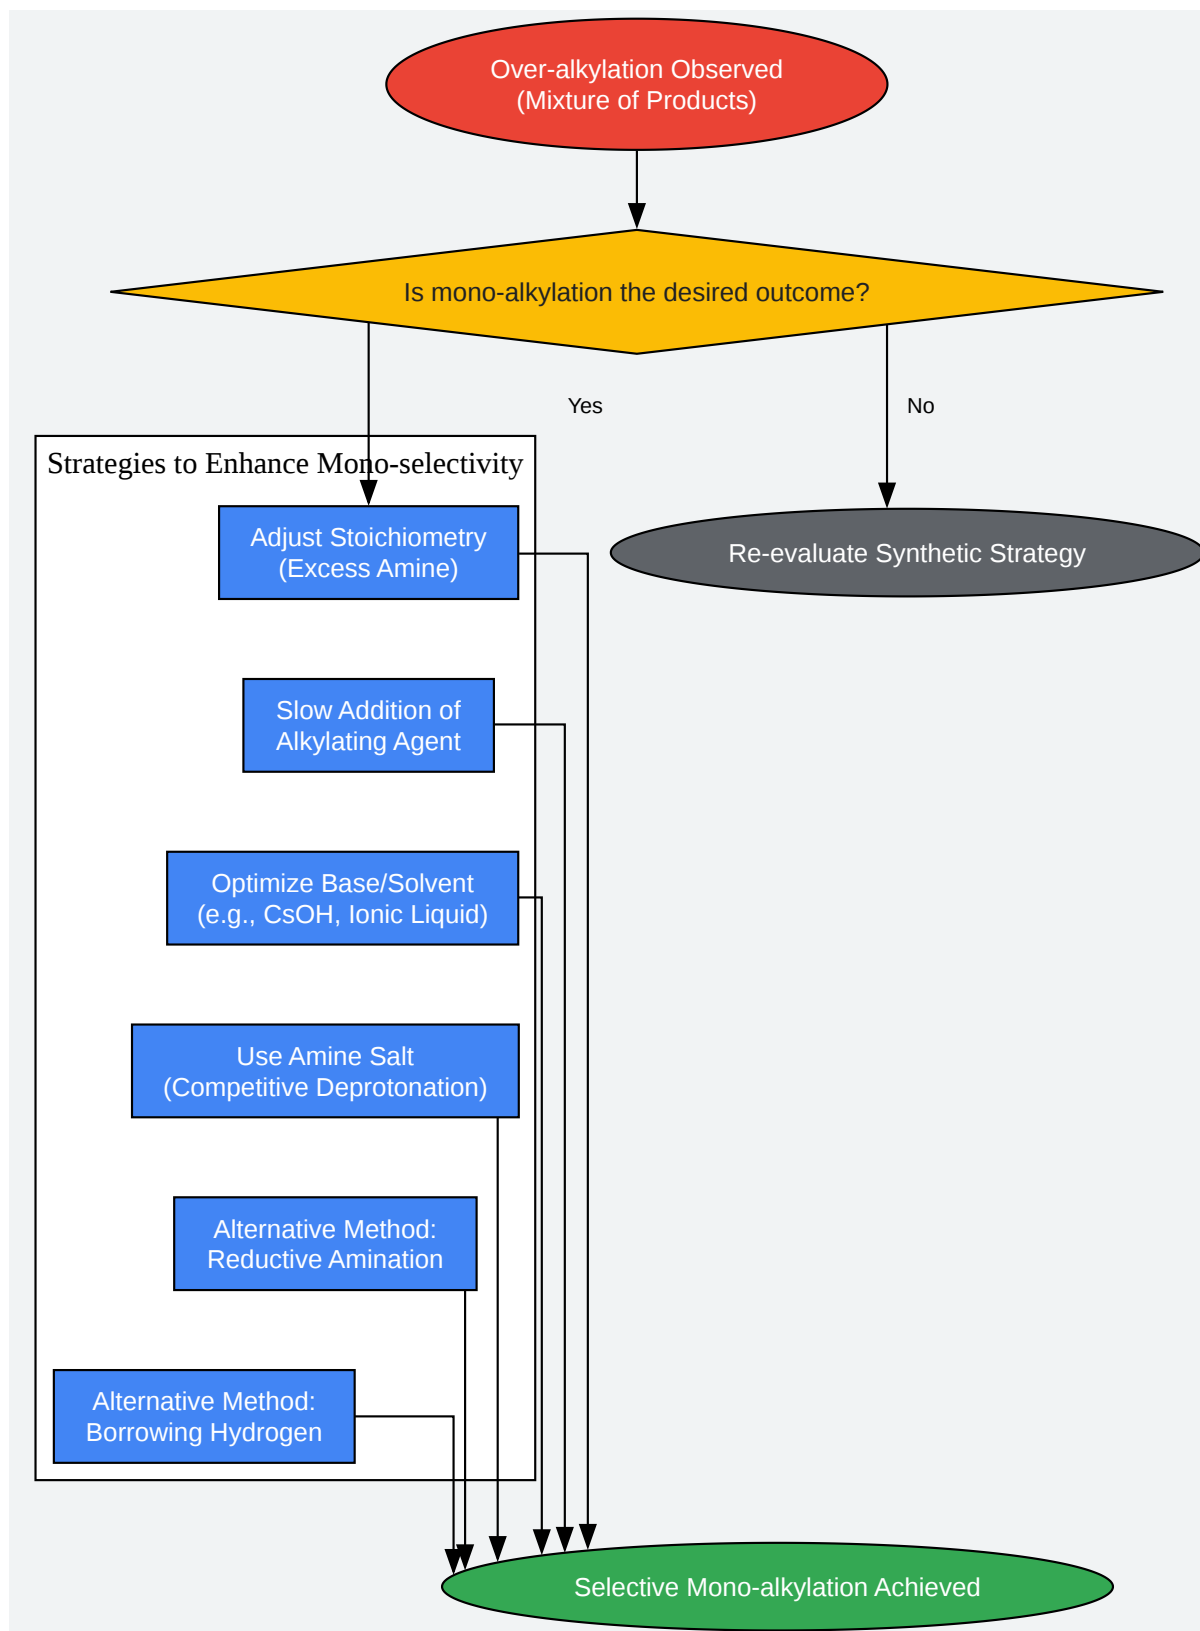 Over-alkylation Observed
(Mixture of Products)
Is mono-alkylation the desired outcome?
Yes
No
Strategies to Enhance Mono-selectivity
Adjust Stoichiometry
(Excess Amine)
Re-evaluate Synthetic Strategy
Slow Addition of
Alkylating Agent
Optimize Base/Solvent
(e.g., CsOH, Ionic Liquid)
Use Amine Salt
(Competitive Deprotonation)
Alternative Method:
Reductive Amination
Alternative Method:
Borrowing Hydrogen
Selective Mono-alkylation Achieved